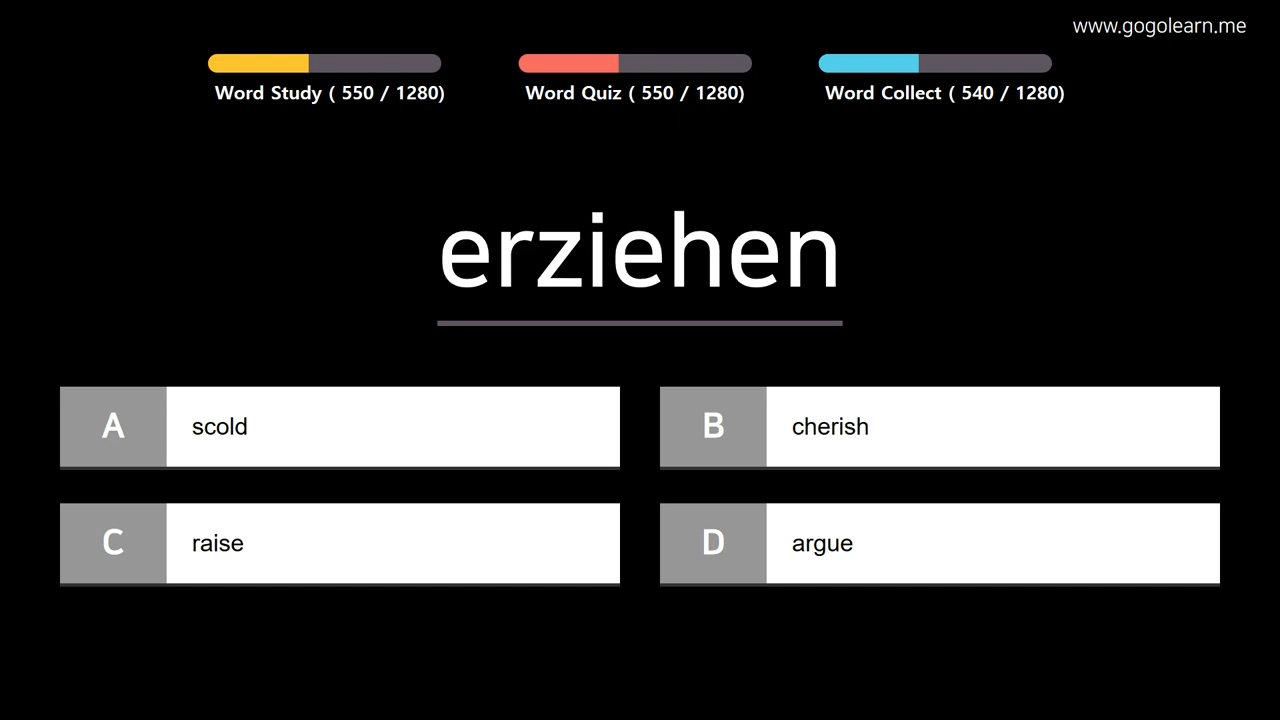 www.gogolearn.me
Word Study ( 550 / 1280)
Word Quiz ( 550 / 1280)
Word Collect ( 540 / 1280)
erziehen
A scold
B cherish
C raise
D argue